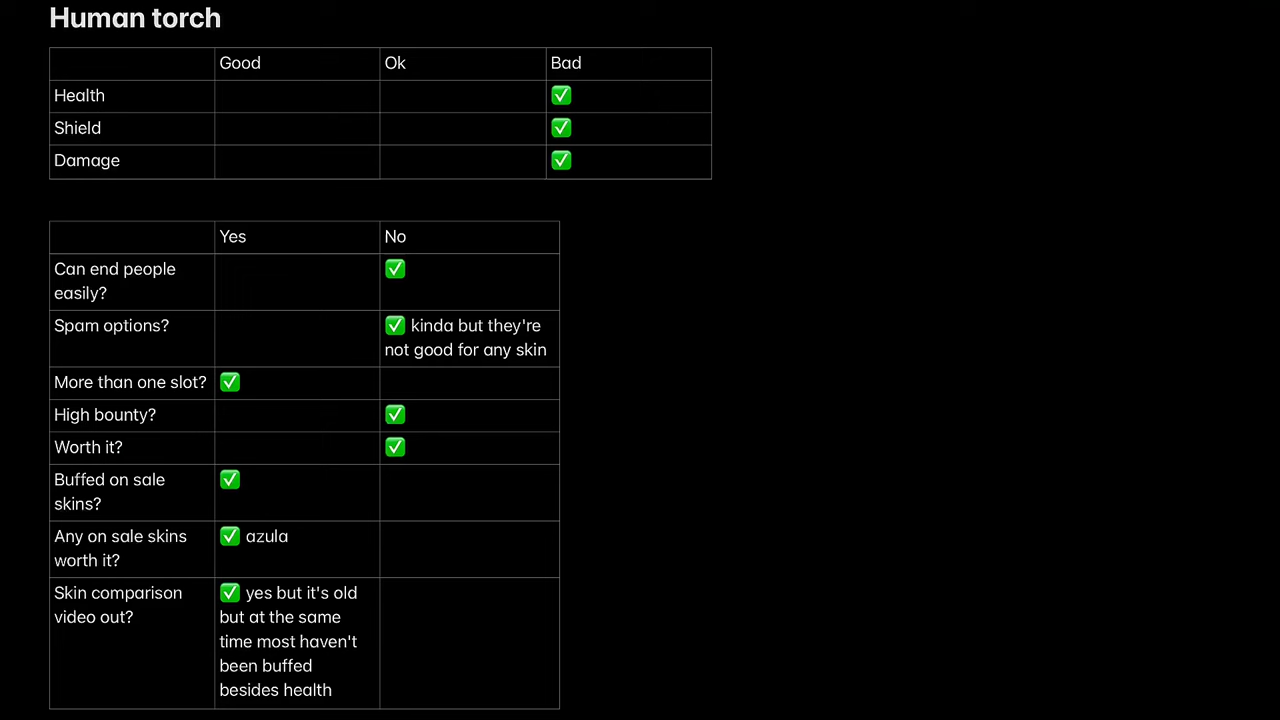 Human torch
Good Ok Bad
Health ✅
Shield ✅
Damage ✅
Yes No
Can end people
easily? ✅
Spam options? ✅ kinda but they're
not good for any skin
More than one slot? ✅
High bounty? ✅
Worth it? ✅
Buffed on sale ✅
skins?
Any on sale skins ✅ azula
worth it?
Skin comparison
video out?
✅ yes but it's old
but at the same
time most haven't
been buffed
besides health